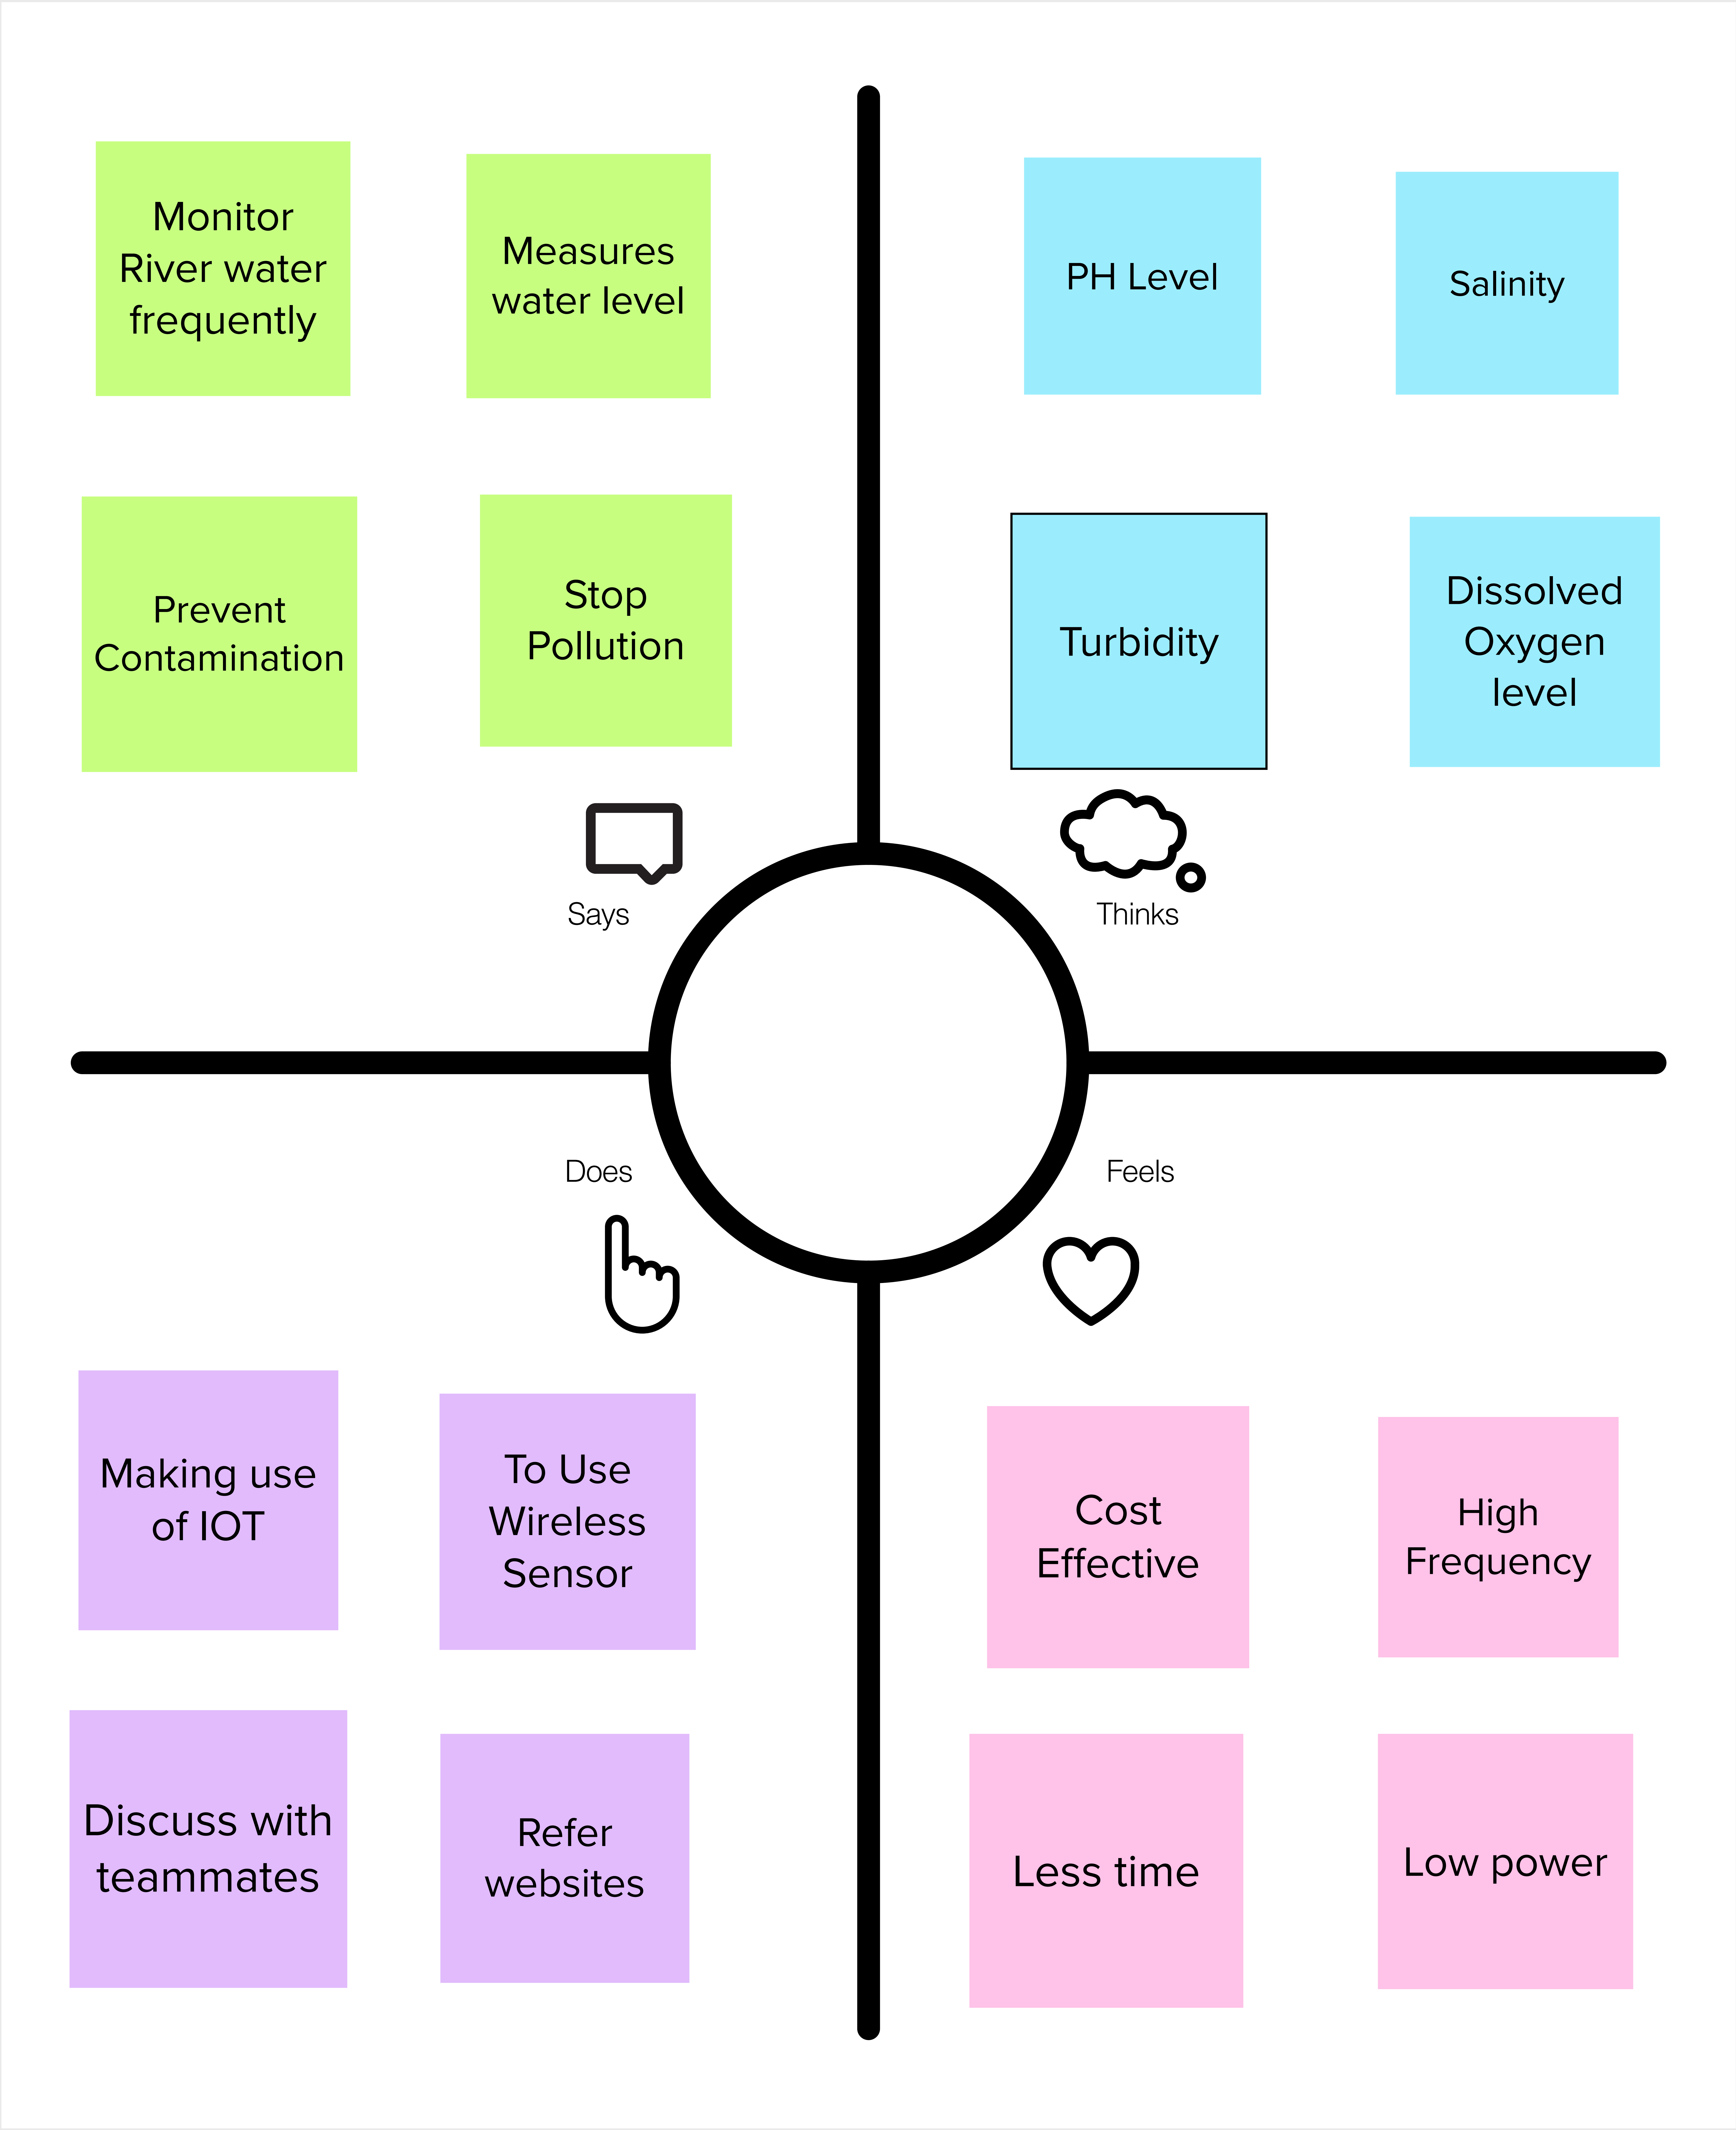 Monitor
River water
frequently
Measures
water level
Prevent
Contamination
Stop
Pollution
Says
PH Level
Salinity
Turbidity
Dissolved
Oxygen
level
Thinks
Does
Making use
of IOT
To Use
Wireless
Sensor
Discuss with
teammates
Refer
websites
Feels
Cost
Effective
High
Frequency
Less time
Low power